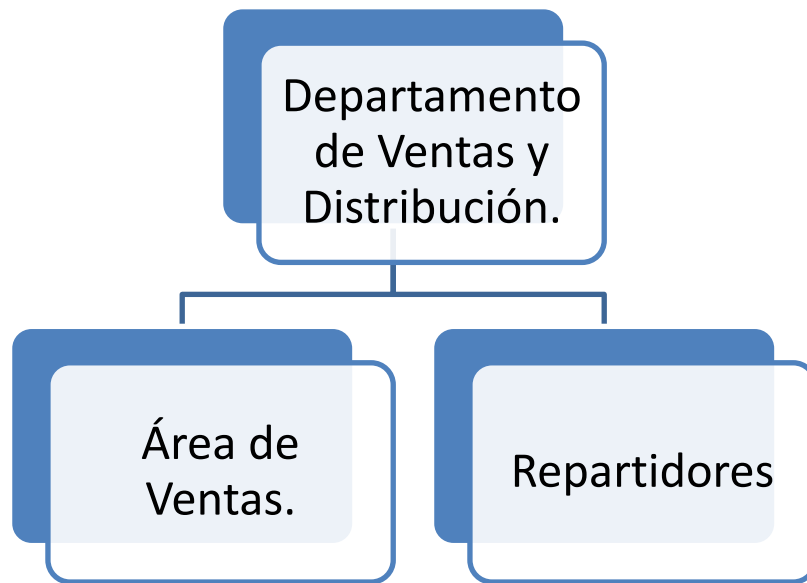 Departamento
de Ventas y
Distribución.
Área de
Ventas.
Repartidores